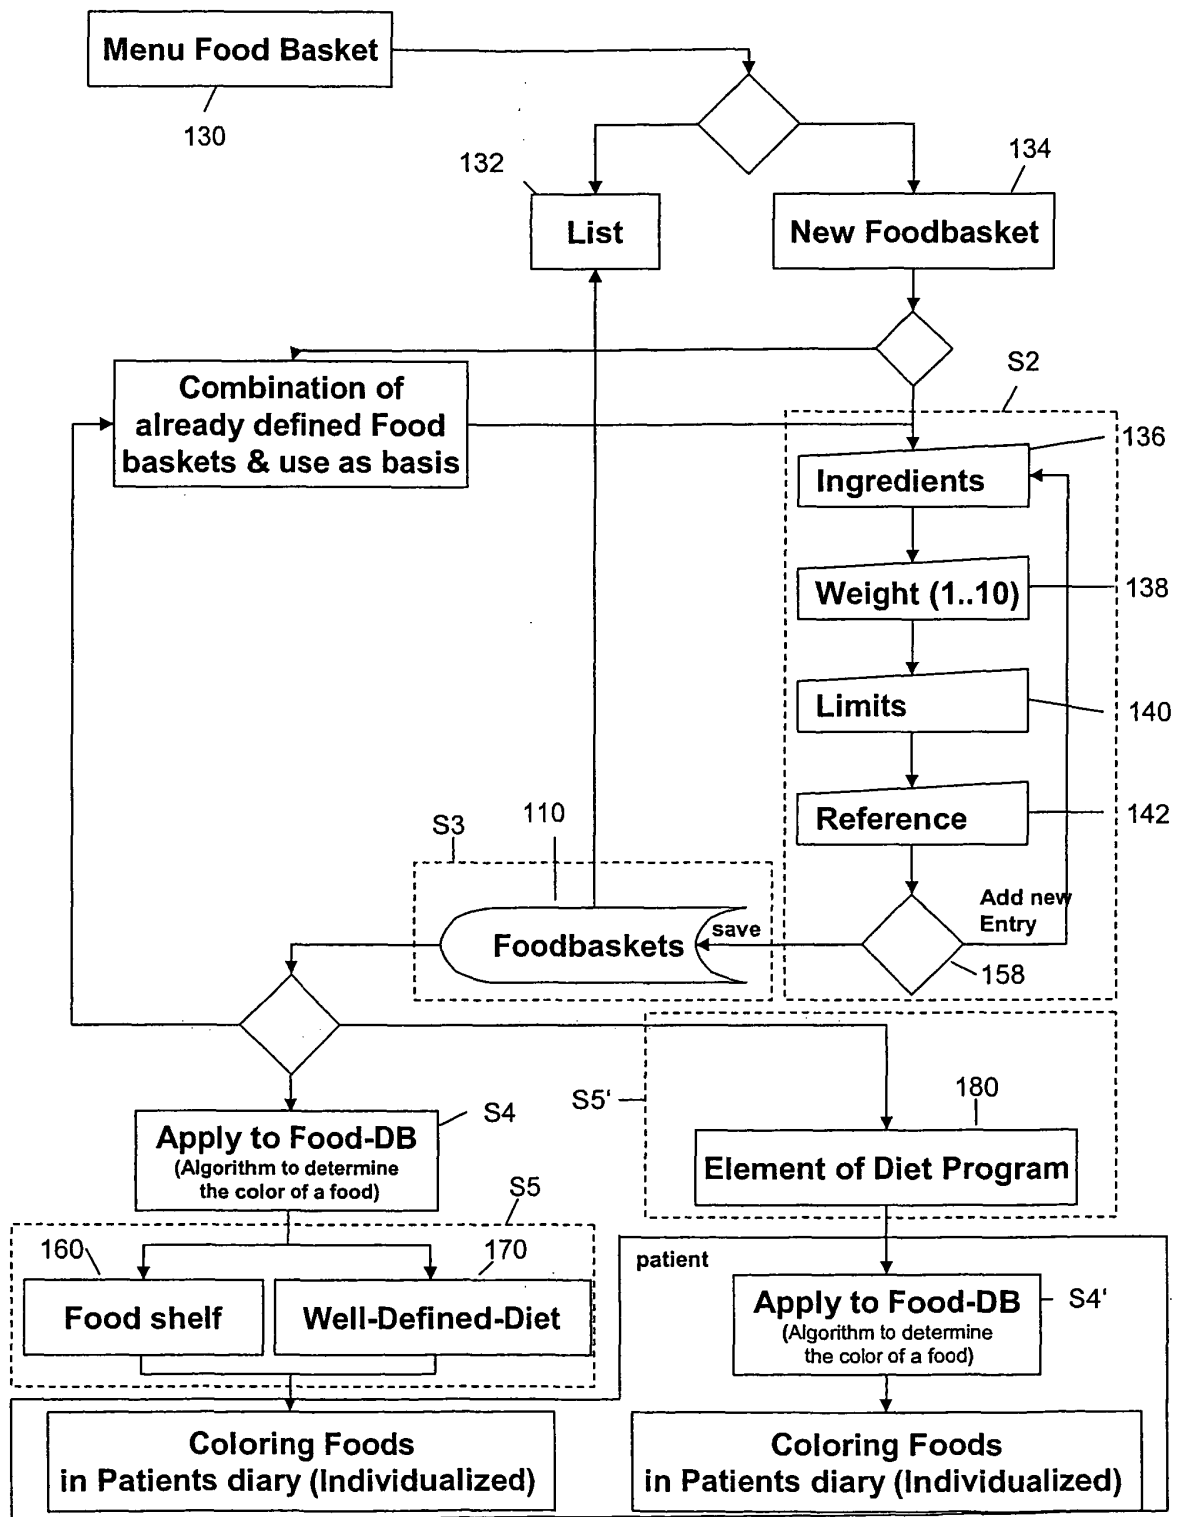 Menu Food Basket
130
132
134
List
New Foodbasket
S2
Combination of
already defined Food
baskets & use as basis
136
Ingredients
Weight (1..10)
138
Limits
140
Reference
142
S3
110
Add new
Entry
Foodbaskets
save
158
S5'
180
S4
Apply to Food-DB
(Algorithm to determine
the color of a food)
Element of Diet Program
S5
160
170
patient
Food shelf
Well-Defined-Diet
Apply to Food-DB
(Algorithm to determine
the color of a food)
S4'
Coloring Foods
in Patients diary (Individualized)
Coloring Foods
in Patients diary (Individualized)